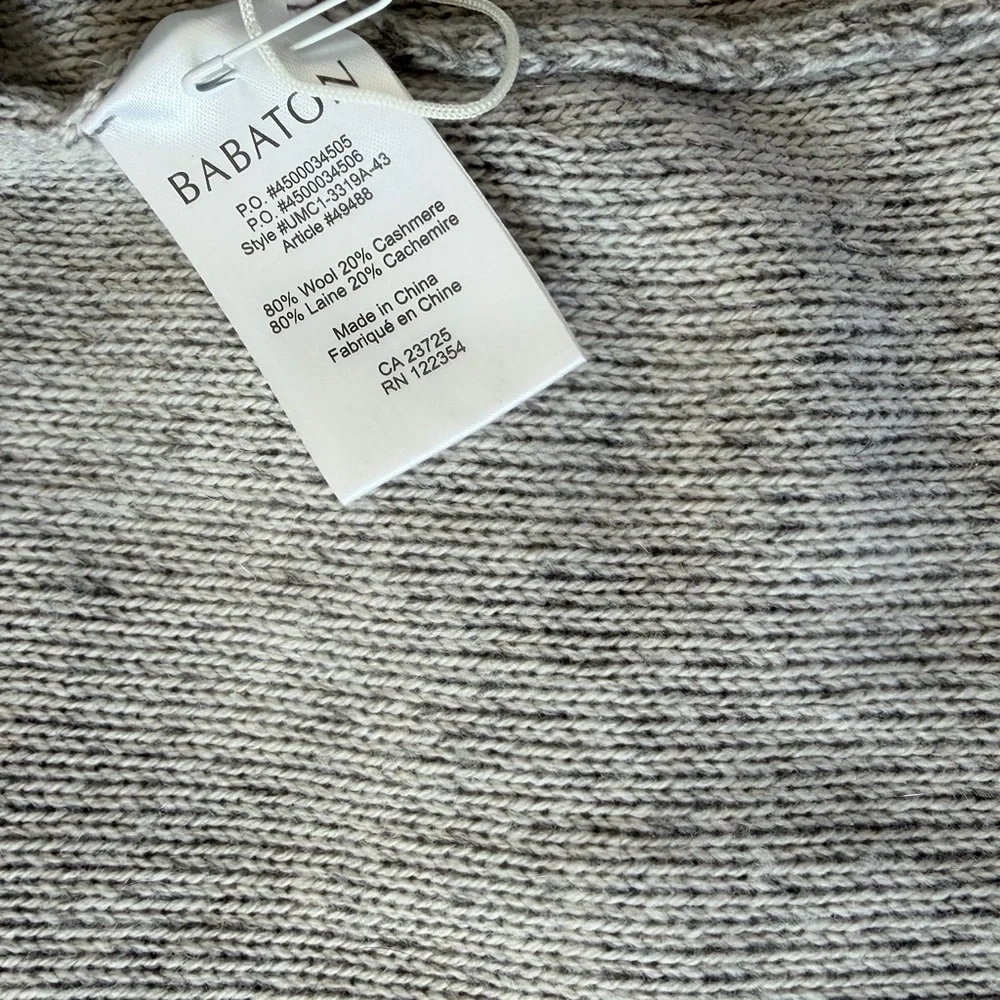 BABATON
P.O. #4500034505
P.O. #4500034506
Style #UMC1-3319A-43
Article #49488
80% Wool 20% Cashmere
80% Laine 20% Cachemire
Made in China
Fabriqué en Chine
CA 23725
RN 122354